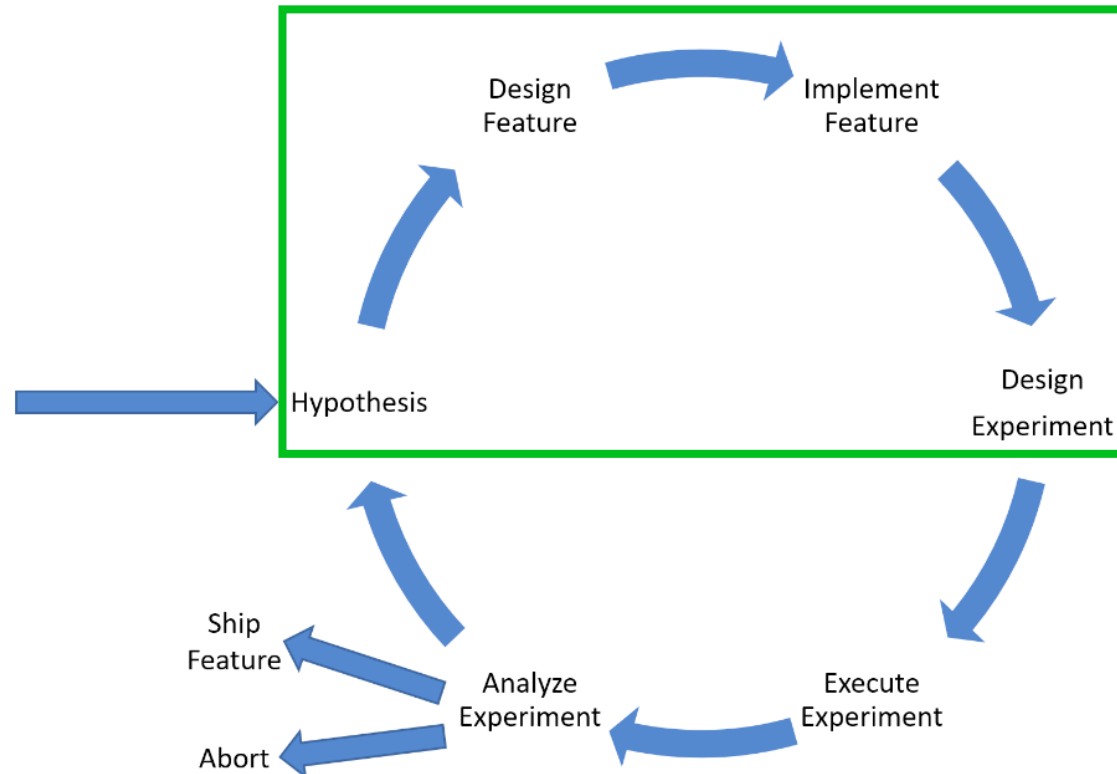 Design
Feature
Implement
Feature
Hypothesis
Design
Experiment
Ship
Feature
Analyze
Experiment
Execute
Experiment
Abort